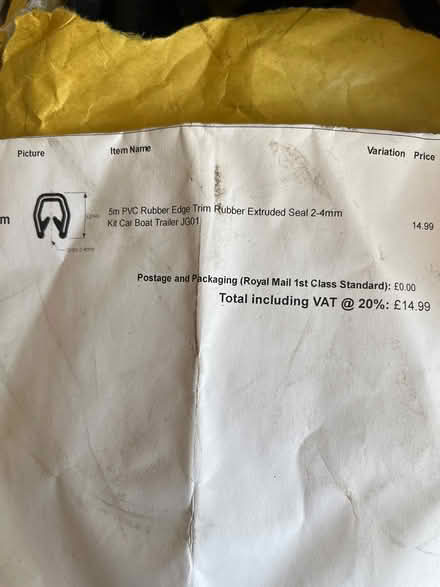 Picture Item Name Variation Price
m 5m PVC Rubber Edge Trim Rubber Extruded Seal 2-4mm
Kit Car Boat Trailer JG01 14.99
Postage and Packaging (Royal Mail 1st Class Standard): £0.00
Total including VAT @ 20%: £14.99